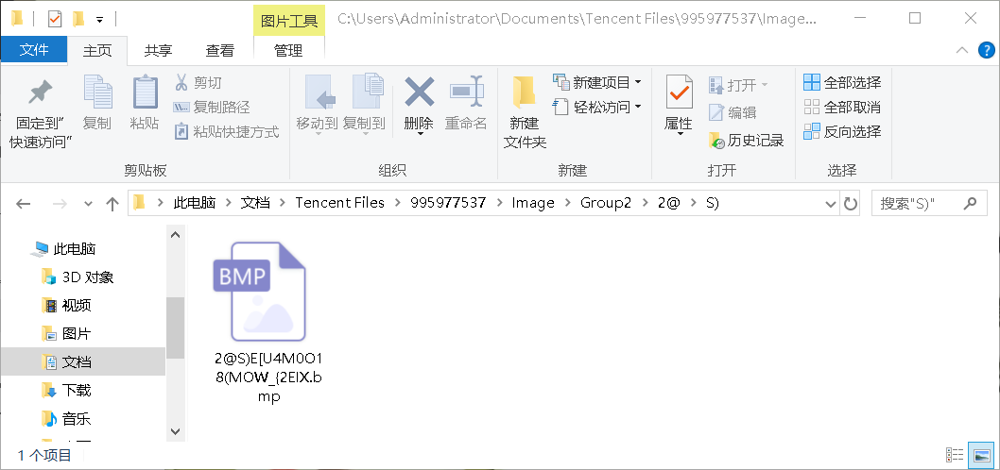 图片工具
C:\Users\Administrator\Documents\Tencent Files\995977537\Image...
文件
主页
共享
查看
管理
固定到"
快速访问"
复制
粘贴
剪切
复制路径
粘贴快捷方式
剪贴板
移动到
复制到
删除
重命名
组织
新建
文件夹
新建项目
轻松访问
新建
属性
打开
编辑
历史记录
打开
全部选择
全部取消
反向选择
选择
此电脑 > 文档 > Tencent Files > 995977537 > Image > Group2 > 2@ > S)
搜索"S)"
此电脑
3D 对象
视频
图片
文档
下载
音乐
BMP
2@S)E[U4M0O1
8(MOW_{2EIX.b
mp
1 个项目